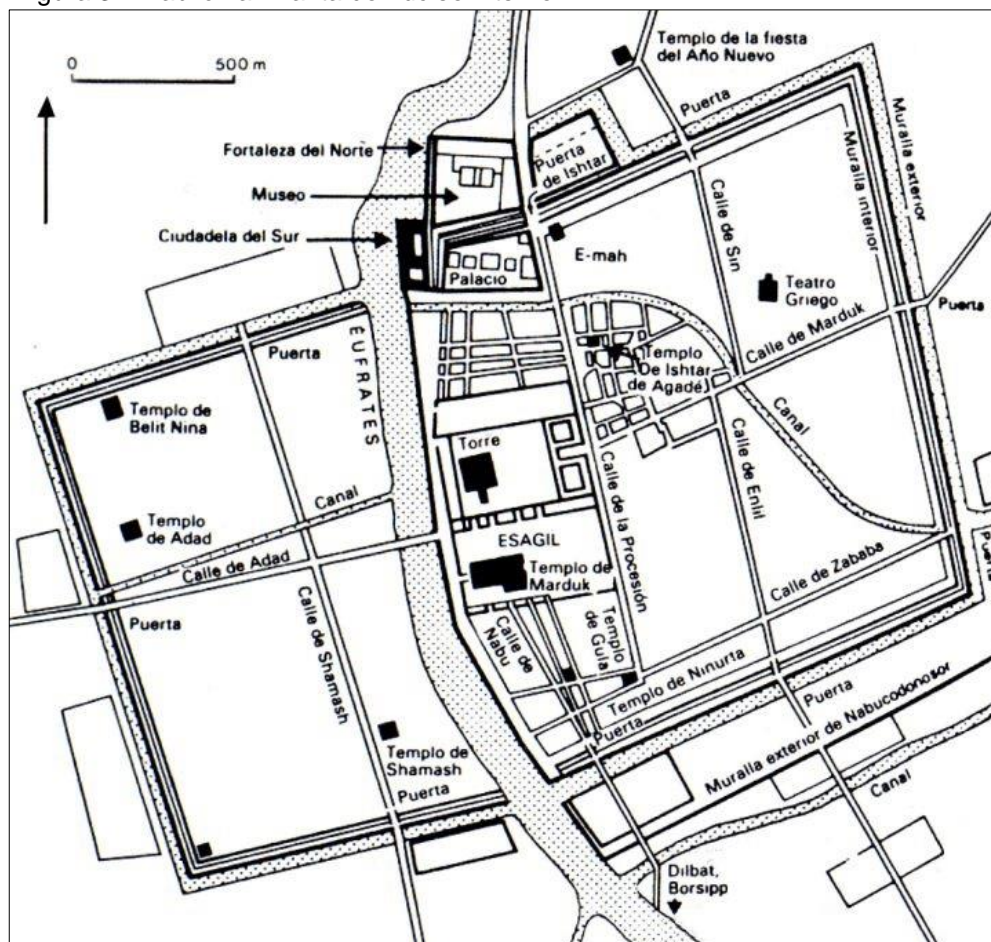 0
500 m
Templo de la fiesta
del Año Nuevo
Puerta
Muralla exterior
Muralla interior
Fortaleza del Norte
Puerta
de Ishtar
Museo
Calle de Sin
Ciudadela del Sur
E-mah
Palacio
Teatro
Griego
Puerta
Calle de Marduk
Puerta
ÉUFRATES
Templo
De Ishtar
de Agadé
Templo de
Belit Nina
Canal
Torre
Calle de la Procesión
Calle de Enlil
Canal
Templo
de Adad
ESAGIL
Calle de Adad
Templo de
Marduk
Calle de Zababa
Puerta
Puerta
Calle de Shamash
Calle de
Nabu
Templo
de Gula
Templo de Ninurta
Puerta
Puerta
Muralla exterior de Nabucodonosor
Templo de
Shamash
Puerta
Canal
Dilbat,
Borsipp